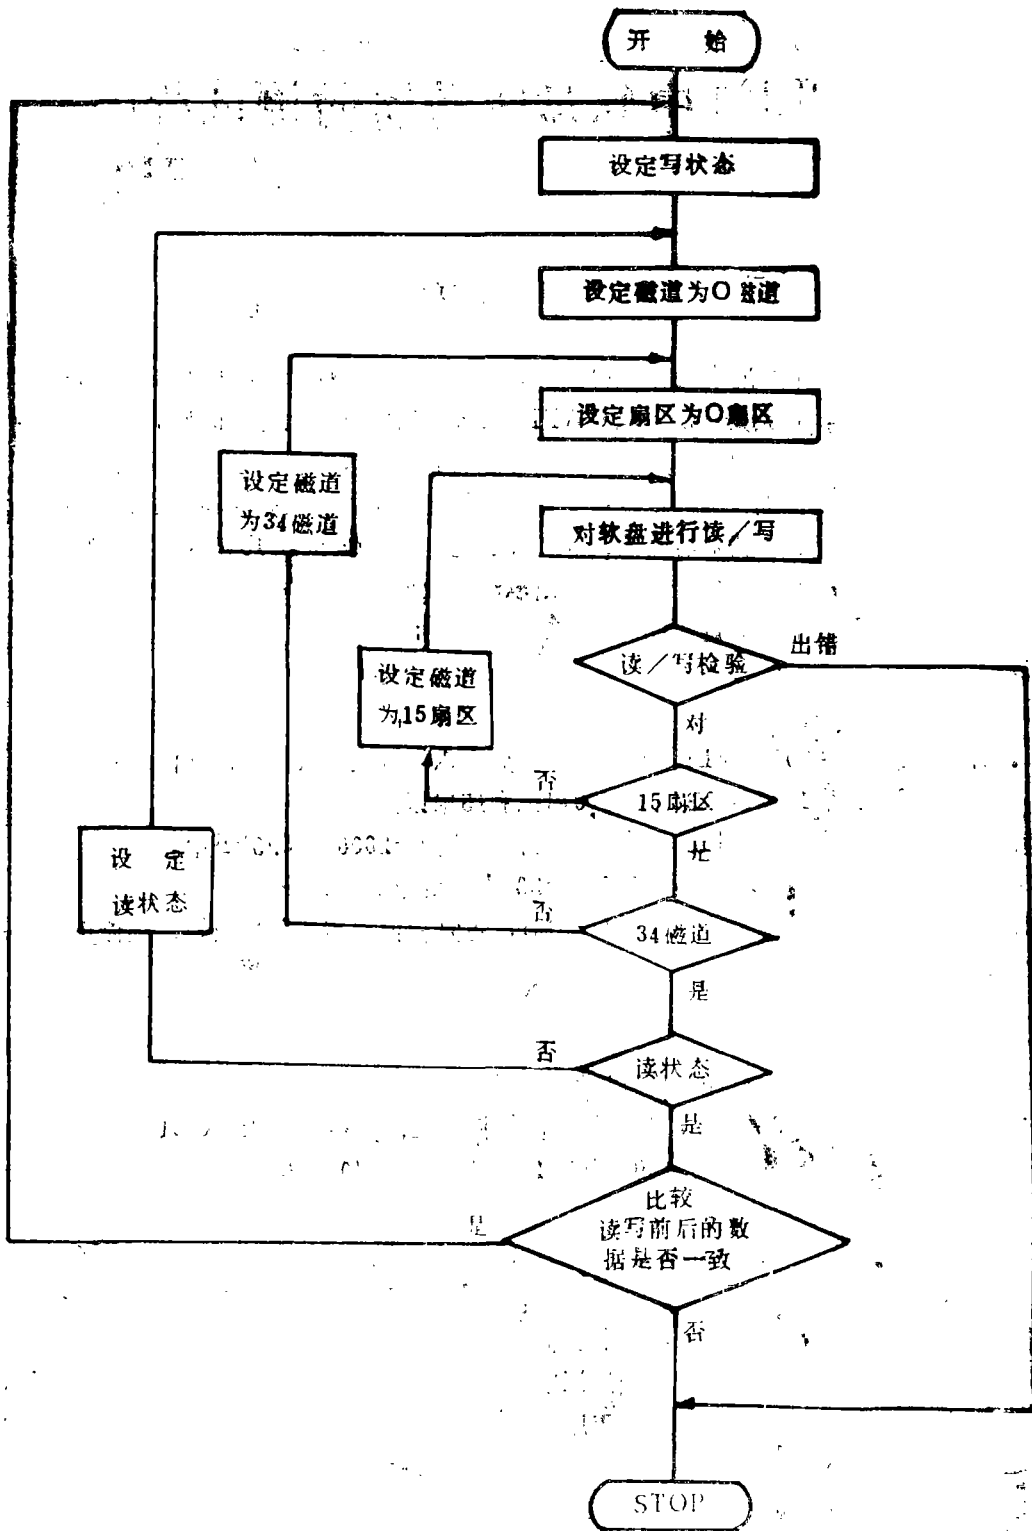 开 始
设定写状态
设定磁道为0磁道
设定扇区为0扇区
设定磁道
为34磁道
对软盘进行读/写
出错
读/写检验
设定磁道
为15扇区
对
否
15扇区
是
设 定
读状态
否
34磁道
是
否
读状态
是
比较
是
读写前后的数
据是否一致
否
STOP